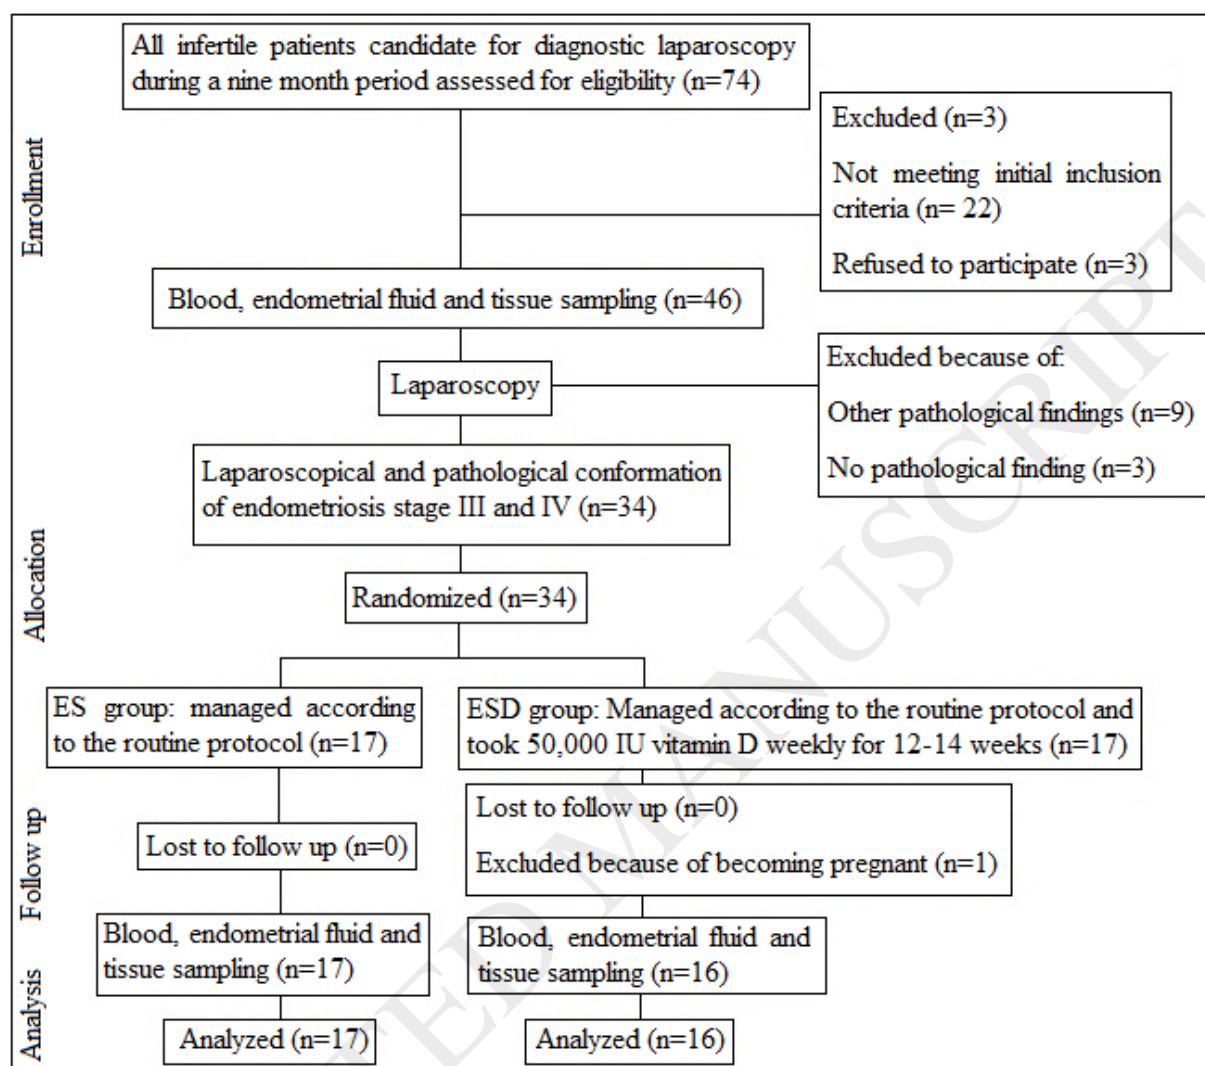 All infertile patients candidate for diagnostic laparoscopy
during a nine month period assessed for eligibility (n=74)
Excluded (n=3)
Not meeting initial inclusion
criteria (n= 22)
Refused to participate (n=3)
Enrollment
Blood, endometrial fluid and tissue sampling (n=46)
Laparoscopy
Excluded because of:
Other pathological findings (n=9)
No pathological finding (n=3)
Laparoscopical and pathological conformation
of endometriosis stage III and IV (n=34)
Allocation
Randomized (n=34)
ES group: managed according
to the routine protocol (n=17)
ESD group: Managed according to the routine protocol and
took 50,000 IU vitamin D weekly for 12-14 weeks (n=17)
Follow up
Lost to follow up (n=0)
Lost to follow up (n=0)
Excluded because of becoming pregnant (n=1)
Blood, endometrial fluid and
tissue sampling (n=17)
Blood, endometrial fluid and
tissue sampling (n=16)
Analysis
Analyzed (n=17)
Analyzed (n=16)
TED MANUSCRIPT